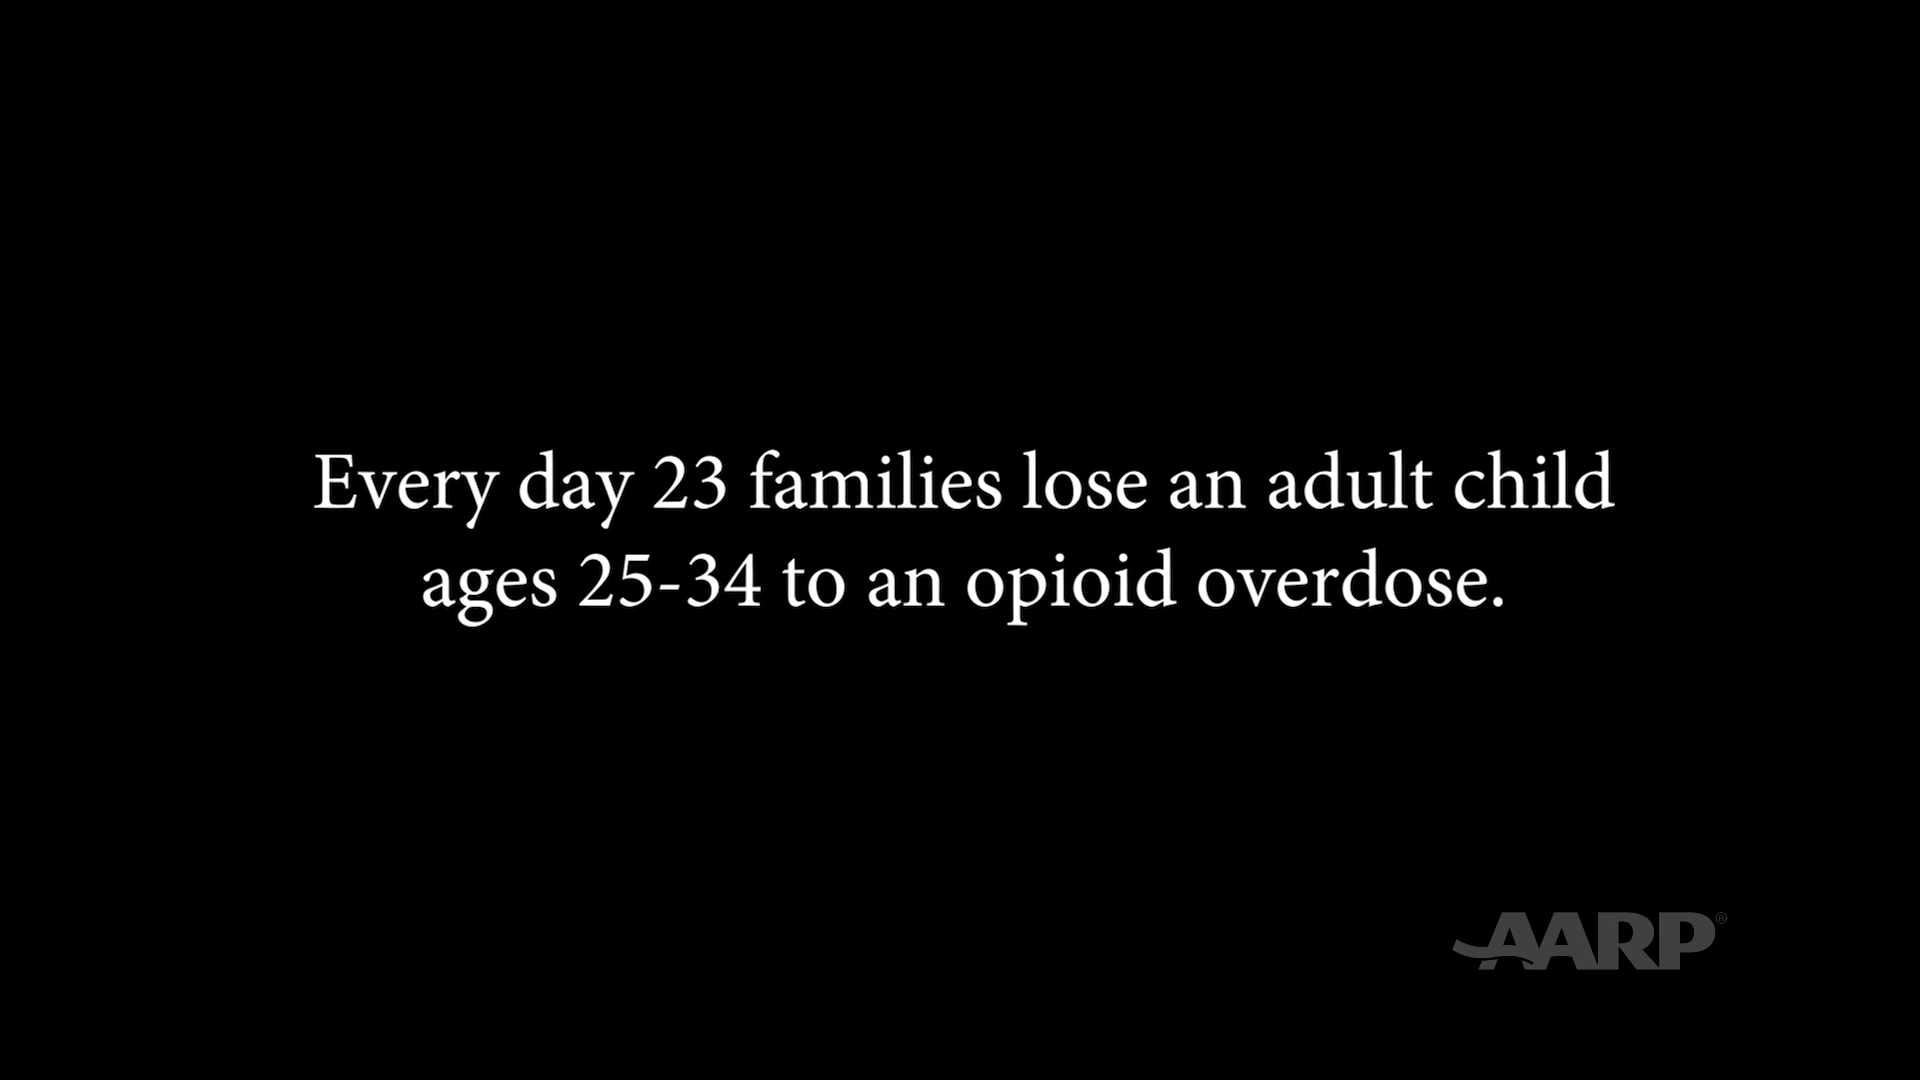 Every day 23 families lose an adult child
ages 25-34 to an opioid overdose.
AARP®